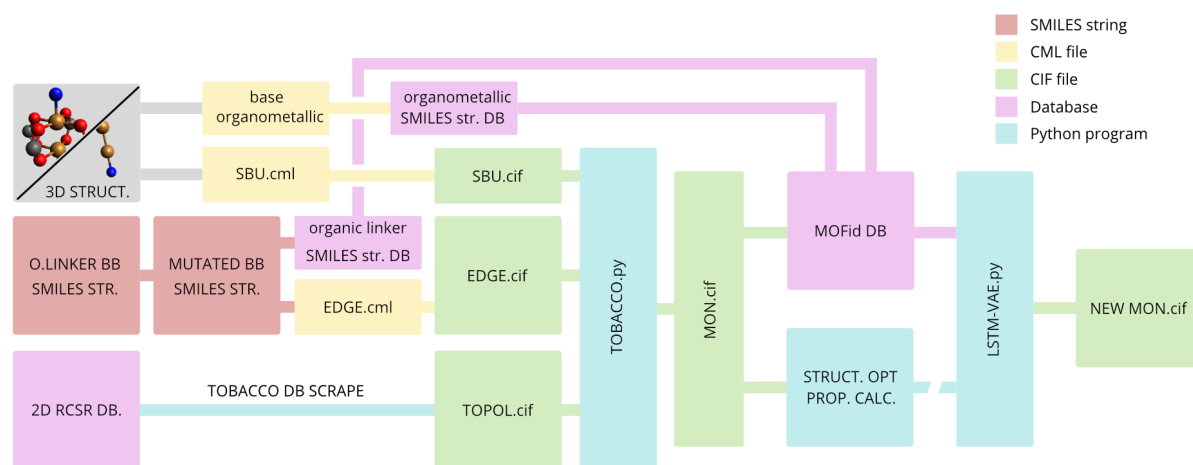 SMILES string
CML file
CIF file
Database
Python program
3D STRUCT.
base
organometallic
organometallic
SMILES str. DB
SBU.cml
SBU.cif
O.LINKER BB
SMILES STR.
MUTATED BB
SMILES STR.
organic linker
SMILES str. DB
EDGE.cml
EDGE.cif
2D RCSR DB.
TOBACCO DB SCRAPE
TOPOL.cif
TOBACCO.py
MON.cif
MOFid DB
STRUCT. OPT
PROP. CALC.
LSTM-VAE.py
NEW MON.cif